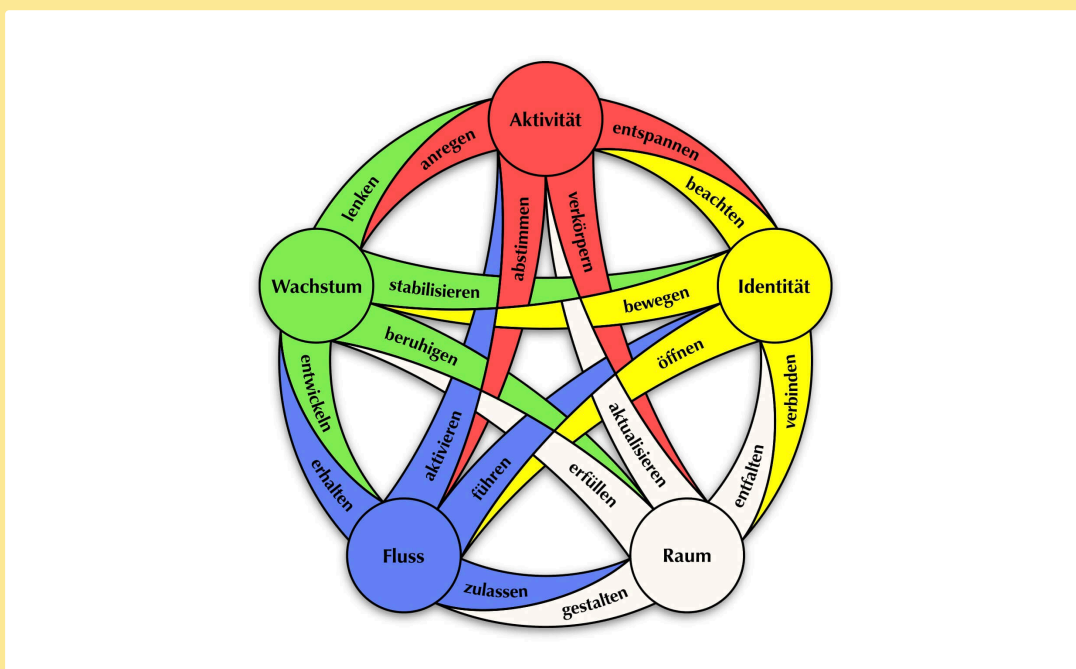 Aktivität
entspannen
anregen
beachten
lenken
abstimmen
verkörpern
Wachstum
stabilisieren
bewegen
Identität
beruhigen
öffnen
entwickeln
verbinden
aktivieren
aktualisieren
erhalten
führen
erfüllen
entfalten
Fluss
Raum
zulassen
gestalten